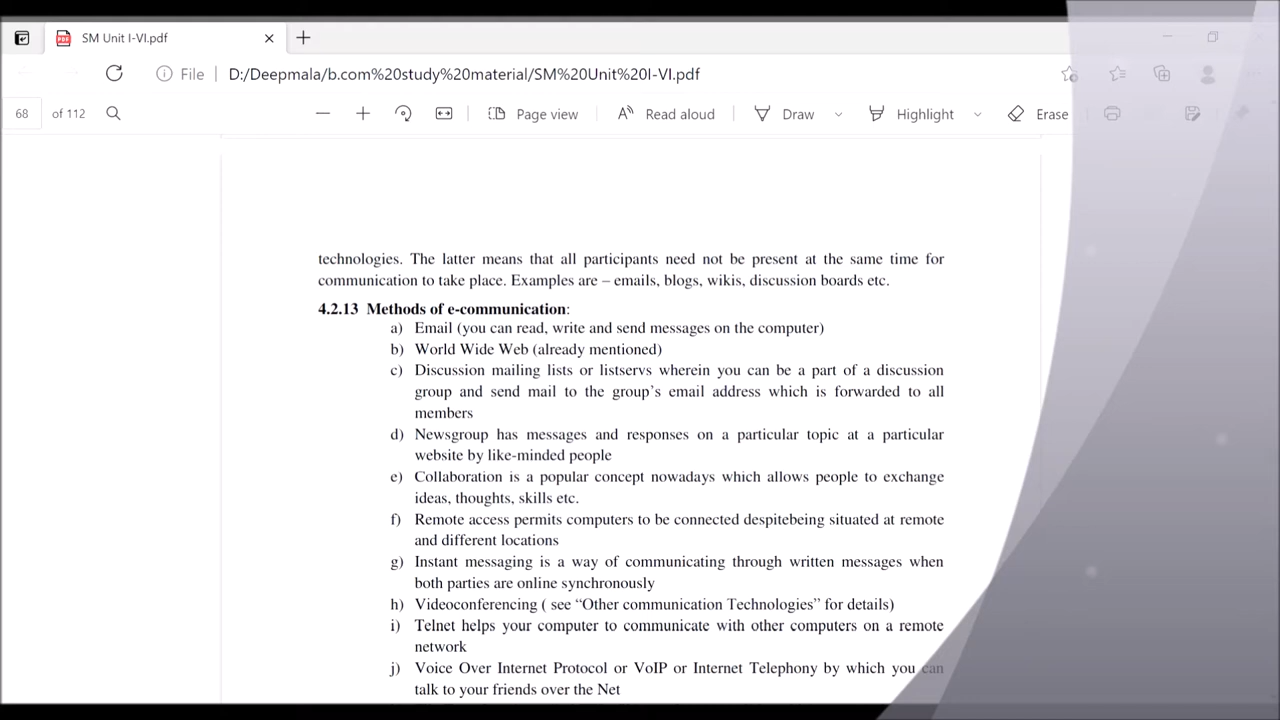 SM Unit I-VI.pdf
File
D:/Deepmala/b.com%20study%20material/SM%20Unit%20I-VI.pdf
68 of 112
Page view
Read aloud
Draw
Highlight
Erase
technologies. The latter means that all participants need not be present at the same time for
communication to take place. Examples are – emails, blogs, wikis, discussion boards etc.
4.2.13 Methods of e-communication:
a) Email (you can read, write and send messages on the computer)
b) World Wide Web (already mentioned)
c) Discussion mailing lists or listservs wherein you can be a part of a discussion
group and send mail to the group's email address which is forwarded to all
members
d) Newsgroup has messages and responses on a particular topic at a particular
website by like-minded people
e) Collaboration is a popular concept nowadays which allows people to exchange
ideas, thoughts, skills etc.
f) Remote access permits computers to be connected despitebeing situated at remote
and different locations
g) Instant messaging is a way of communicating through written messages when
both parties are online synchronously
h) Videoconferencing ( see “Other communication Technologies” for details)
i) Telnet helps your computer to communicate with other computers on a remote
network
j) Voice Over Internet Protocol or VoIP or Internet Telephony by which you can
talk to your friends over the Net